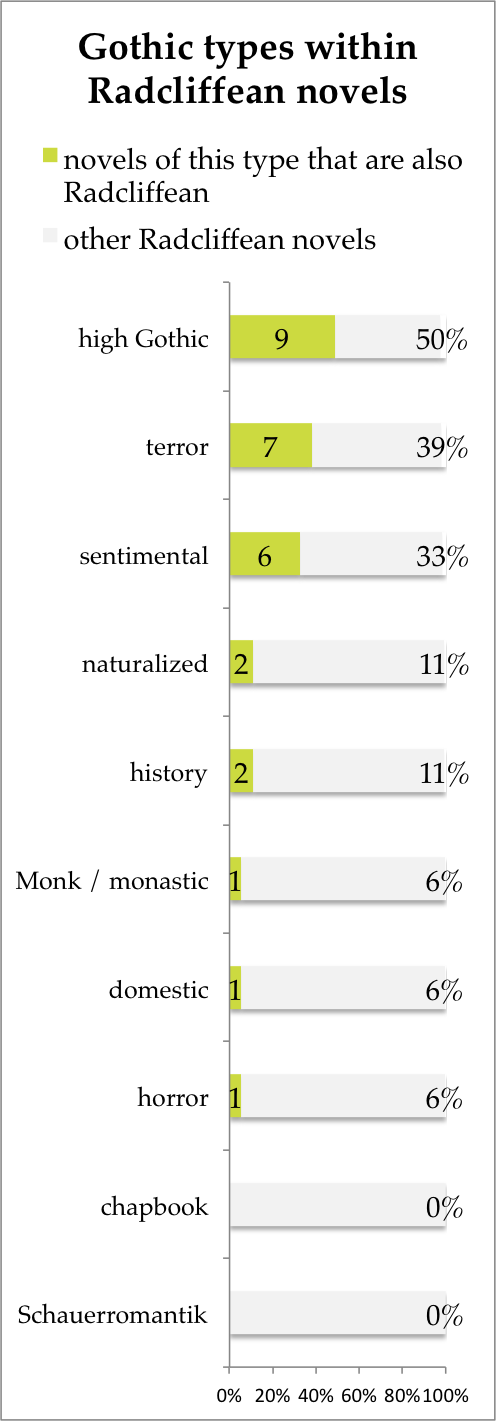 Gothic types within
Radcliffean novels
novels of this type that are also
Radcliffean
other Radcliffean novels
high Gothic 9 50%
terror 7 39%
sentimental 6 33%
naturalized 2 11%
history 2 11%
Monk / monastic 1 6%
domestic 1 6%
horror 1 6%
chapbook 0%
Schauerromantik 0%
0% 20% 40% 60% 80% 100%